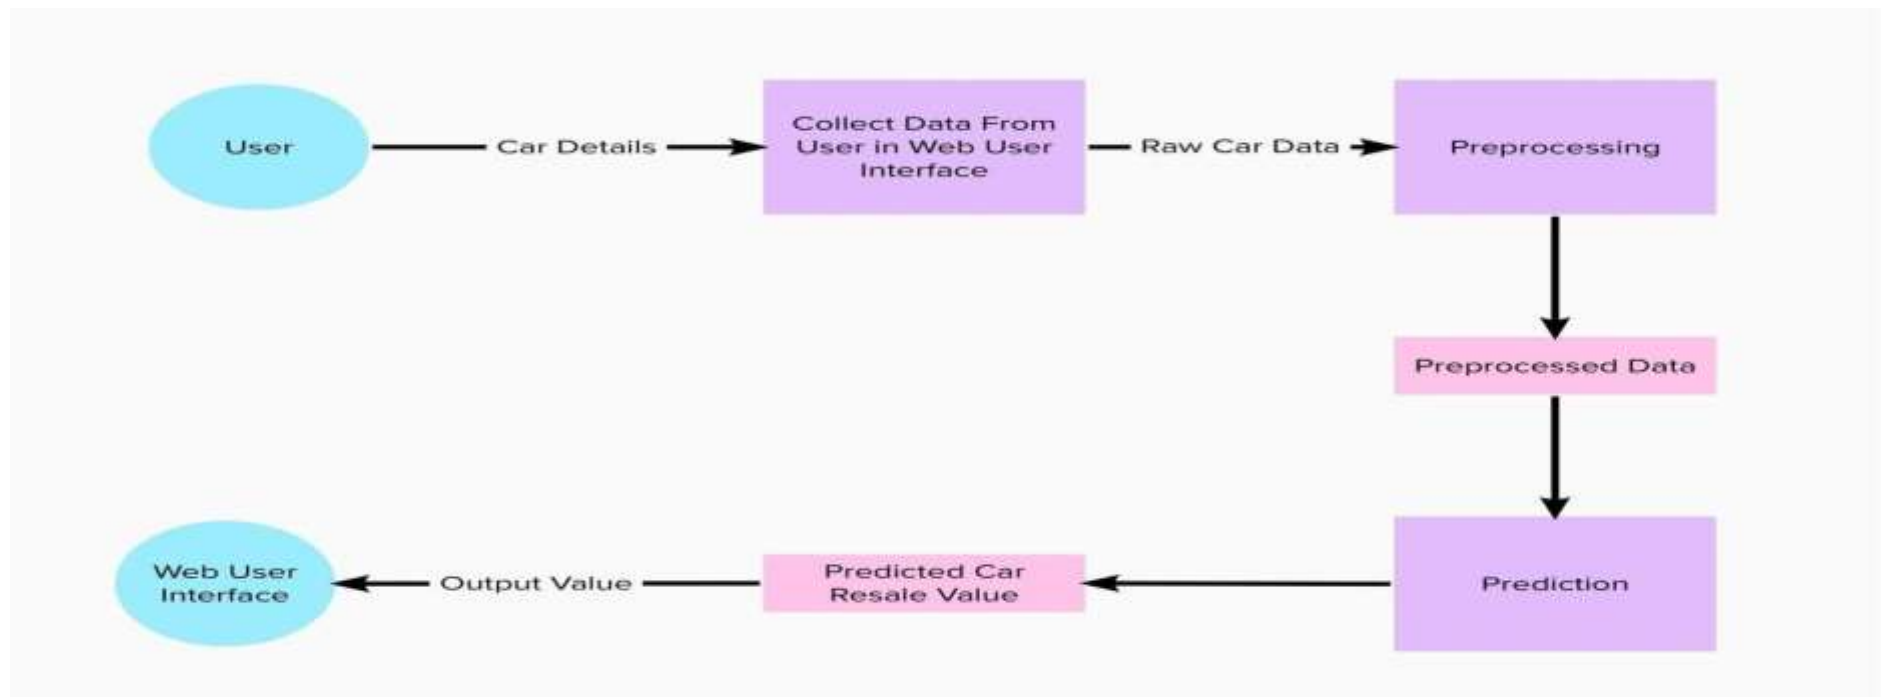 User
Car Details
Collect Data From
User in Web User
Interface
Raw Car Data
Preprocessing
Preprocessed Data
Prediction
Predicted Car
Resale Value
Output Value
Web User
Interface